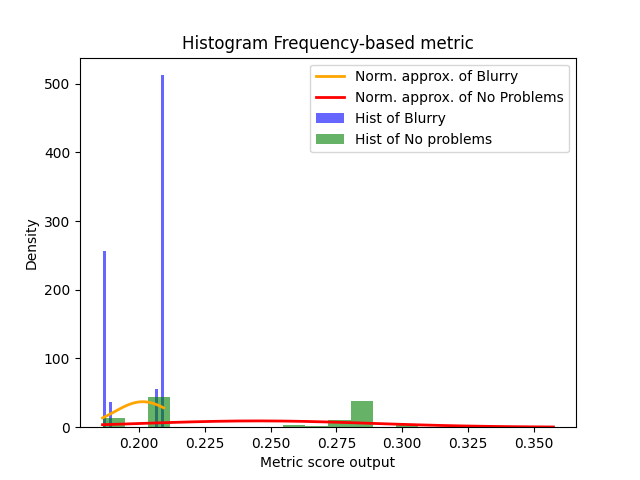 Histogram Frequency-based metric
Norm. approx. of Blurry
Norm. approx. of No Problems
Hist of Blurry
Hist of No problems
500
400
300
200
100
0
Density
0.200 0.225 0.250 0.275 0.300 0.325 0.350
Metric score output